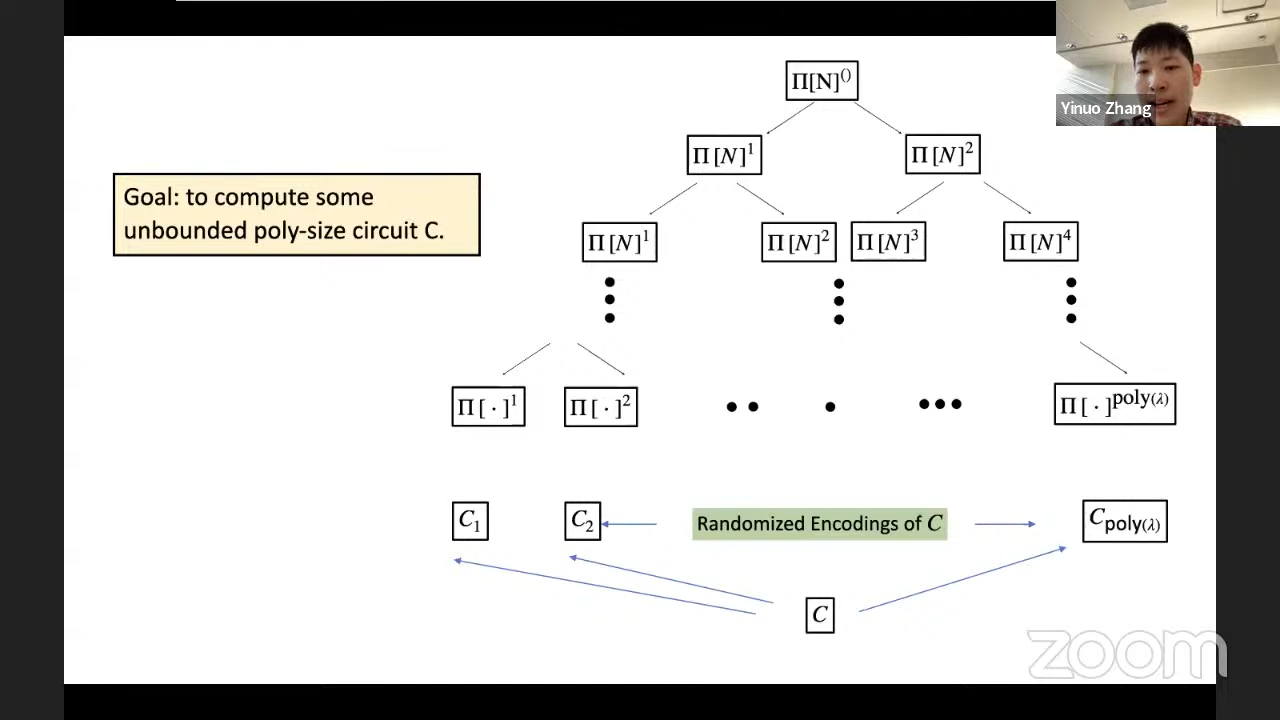 Π[N]⁰
Yinuo Zhang
Π[N]¹
Π[N]²
Goal: to compute some
unbounded poly-size circuit C.
Π[N]¹
Π[N]²
Π[N]³
Π[N]⁴
Π[·]¹
Π[·]²
Π[·]^poly(λ)
C₁
C₂
Randomized Encodings of C
C_poly(λ)
C
zoom